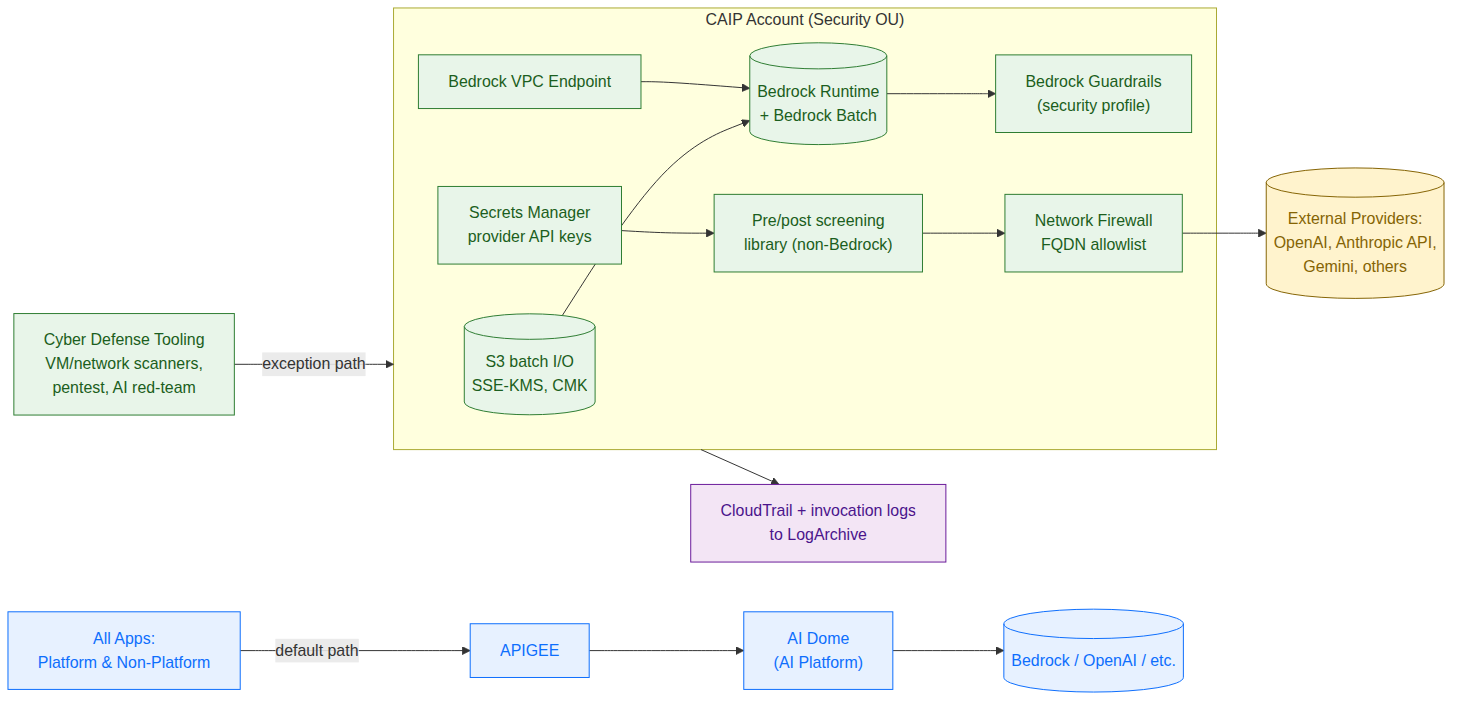 CAIP Account (Security OU)
Bedrock VPC Endpoint
Bedrock Runtime
+ Bedrock Batch
Bedrock Guardrails
(security profile)
Secrets Manager
provider API keys
Pre/post screening
library (non-Bedrock)
Network Firewall
FQDN allowlist
External Providers:
OpenAI, Anthropic API,
Gemini, others
Cyber Defense Tooling
VM/network scanners,
pentest, AI red-team
exception path
S3 batch I/O
SSE-KMS, CMK
CloudTrail + invocation logs
to LogArchive
All Apps:
Platform & Non-Platform
default path
APIGEE
AI Dome
(AI Platform)
Bedrock / OpenAI / etc.